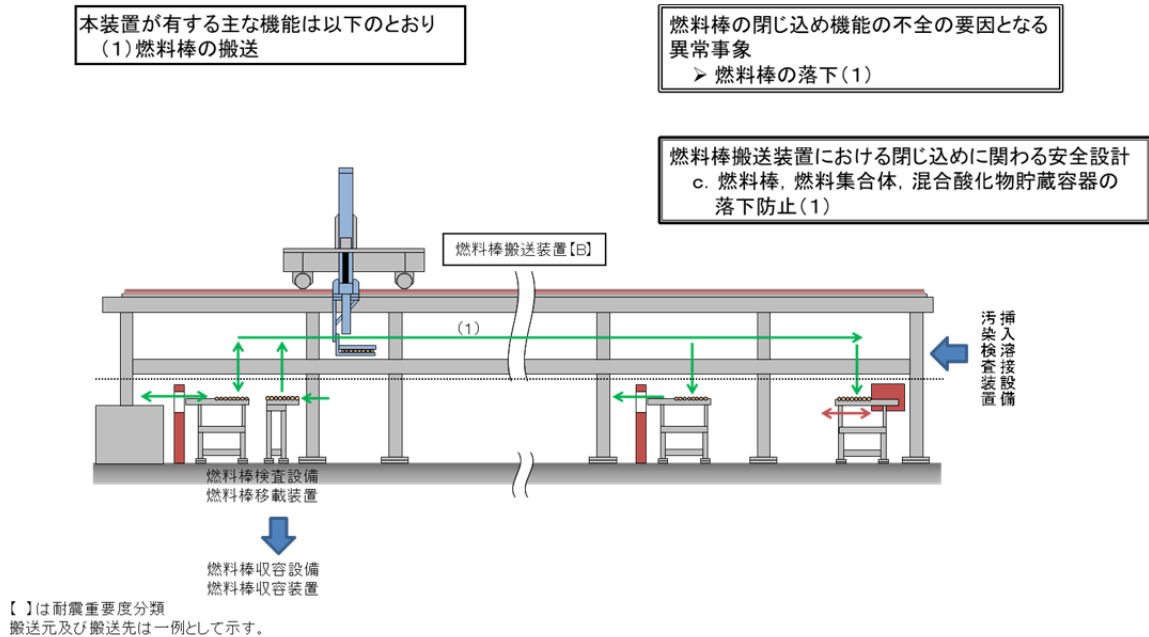 本装置が有する主な機能は以下のとおり
（１）燃料棒の搬送
燃料棒の閉じ込め機能の不全の要因となる
異常事象
➢ 燃料棒の落下（１）
燃料棒搬送装置における閉じ込めに関わる安全設計
c. 燃料棒，燃料集合体，混合酸化物貯蔵容器の
落下防止（１）
燃料棒搬送装置【B】
（１）
挿入溶接設備
汚染検査装置
燃料棒検査設備
燃料棒移載装置
燃料棒収容設備
燃料棒収容装置
【 】は耐震重要度分類
搬送元及び搬送先は一例として示す。